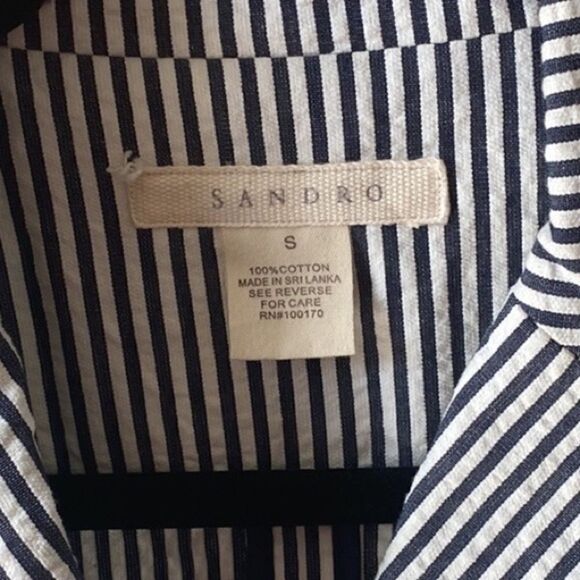 SANDRO
S
100%COTTON
MADE IN SRI LANKA
SEE REVERSE
FOR CARE
RN#100170